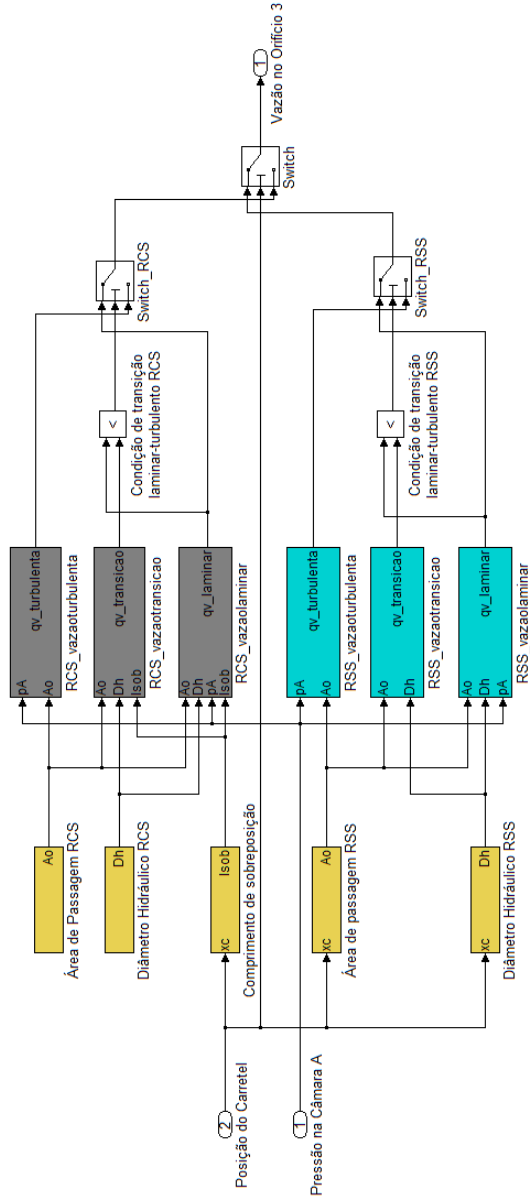 Ao
Área de Passagem RCS
Dh
Diâmetro Hidráulico RCS
xc
lsob
Comprimento de sobreposição
xc
Ao
Área de passagem RSS
xc
Dh
Diâmetro Hidráulico RSS
2
Posição do Carretel
1
Pressão na Câmara A
pA
Ao
qv_turbulenta
RCS_vazaoturbulenta
Ao
Dh
lsob
qv_transicao
RCS_vazaotransicao
Ao
Dh
pA
lsob
qv_laminar
RCS_vazaolaminar
pA
Ao
qv_turbulenta
RSS_vazaoturbulenta
Ao
Dh
qv_transicao
RSS_vazaotransicao
Ao
Dh
pA
qv_laminar
RSS_vazaolaminar
<
Condição de transição
laminar-turbulento RCS
<
Condição de transição
laminar-turbulento RSS
Switch_RCS
Switch_RSS
Switch
1
Vazão no Orifício 3